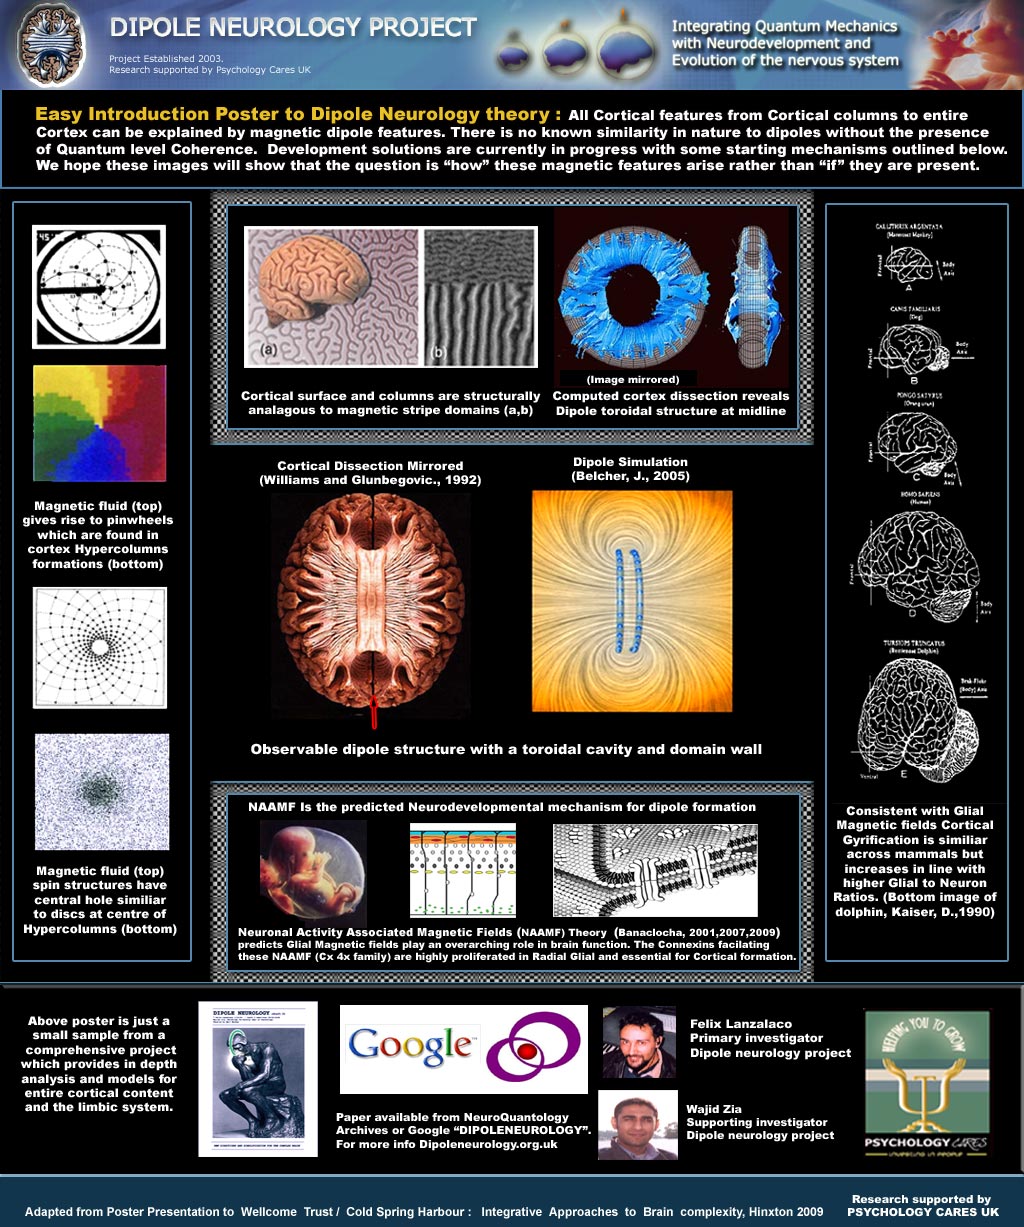 DIPOLE NEUROLOGY PROJECT
Project Established 2003.
Research supported by Psychology Cares UK
Integrating Quantum Mechanics
with Neurodevelopment and
Evolution of the nervous system
Easy Introduction Poster to Dipole Neurology theory : All Cortical features from Cortical columns to entire
Cortex can be explained by magnetic dipole features. There is no known similarity in nature to dipoles without the presence
of Quantum level Coherence. Development solutions are currently in progress with some starting mechanisms outlined below.
We hope these images will show that the question is “how” these magnetic features arise rather than “if” they are present.
Magnetic fluid (top)
gives rise to pinwheels
which are found in
cortex Hypercolumns
formations (bottom)
Magnetic fluid (top)
spin structures have
central hole similiar
to discs at centre of
Hypercolumns (bottom)
(a)
(b)
Cortical surface and columns are structurally
analagous to magnetic stripe domains (a,b)
(Image mirrored)
Computed cortex dissection reveals
Dipole toroidal structure at midline
Cortical Dissection Mirrored
(Williams and Glunbegovic., 1992)
Dipole Simulation
(Belcher, J., 2005)
Observable dipole structure with a toroidal cavity and domain wall
NAAMF Is the predicted Neurodevelopmental mechanism for dipole formation
Neuronal Activity Associated Magnetic Fields (NAAMF) Theory (Banaclocha, 2001,2007,2009)
predicts Glial Magnetic fields play an overarching role in brain function. The Connexins facilating
these NAAMF (Cx 4x family) are highly proliferated in Radial Glial and essential for Cortical formation.
CALLITHRIX ARGENTATA
(Marmoset Monkey)
Frontal
Body
Axis
A
CANIS FAMILIARIS
(Dog)
Frontal
Body
Axis
B
PONGO SATYRUS
(Orang utan)
Frontal
Body
Axis
C
HOMO SAPIENS
(Human)
Frontal
Body
Axis
D
TURSIOPS TRUNCATUS
(Bottlenose Dolphin)
Beak-Fluke
(Body) Axis
Ventral
E
Consistent with Glial
Magnetic fields Cortical
Gyrification is similiar
across mammals but
increases in line with
higher Glial to Neuron
Ratios. (Bottom image of
dolphin, Kaiser, D.,1990)
Above poster is just a
small sample from a
comprehensive project
which provides in depth
analysis and models for
entire cortical content
and the limbic system.
DIPOLE NEUROLOGY
Google
Paper available from NeuroQuantology
Archives or Google “DIPOLENEUROLOGY”.
For more info Dipoleneurology.org.uk
Felix Lanzalaco
Primary investigator
Dipole neurology project
Wajid Zia
Supporting investigator
Dipole neurology project
HELPING YOU TO GROW
PSYCHOLOGY CARES
INVESTING IN PEOPLE
Adapted from Poster Presentation to Wellcome Trust / Cold Spring Harbour : Integrative Approaches to Brain complexity, Hinxton 2009
Research supported by
PSYCHOLOGY CARES UK